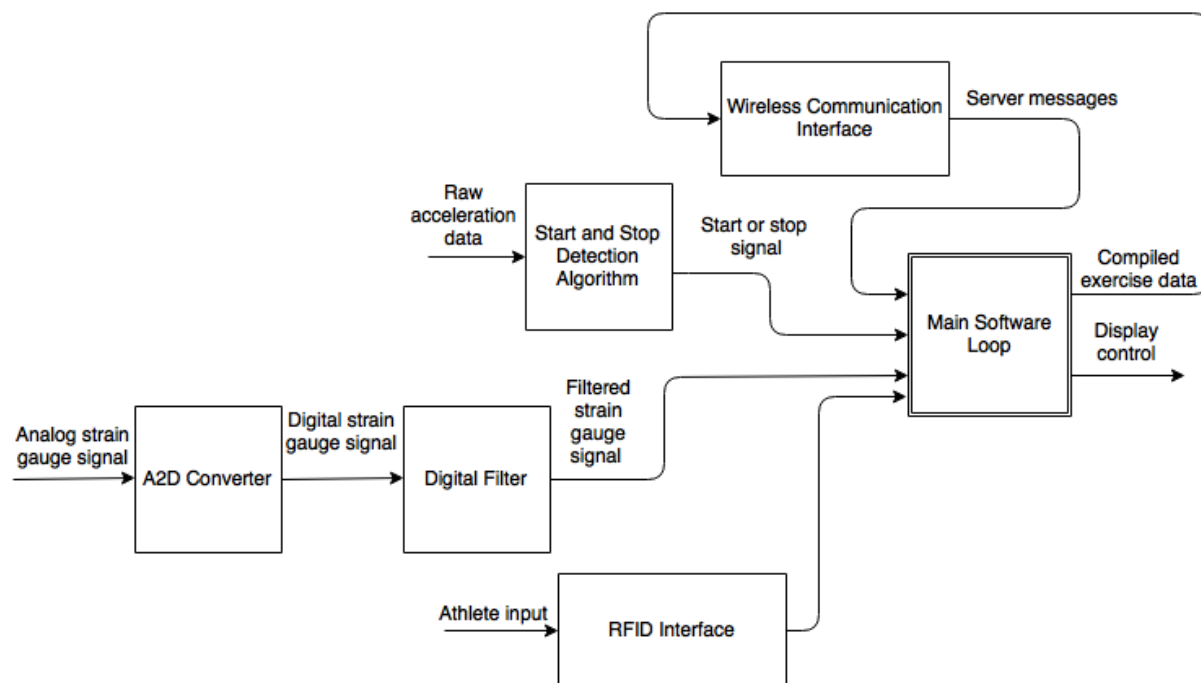 Wireless Communication
Interface
Server messages
Raw
acceleration
data
Start and Stop
Detection
Algorithm
Start or stop
signal
Compiled
exercise data
Main Software
Loop
Display
control
Analog strain
gauge signal
A2D Converter
Digital strain
gauge signal
Digital Filter
Filtered
strain
gauge
signal
Athlete input
RFID Interface